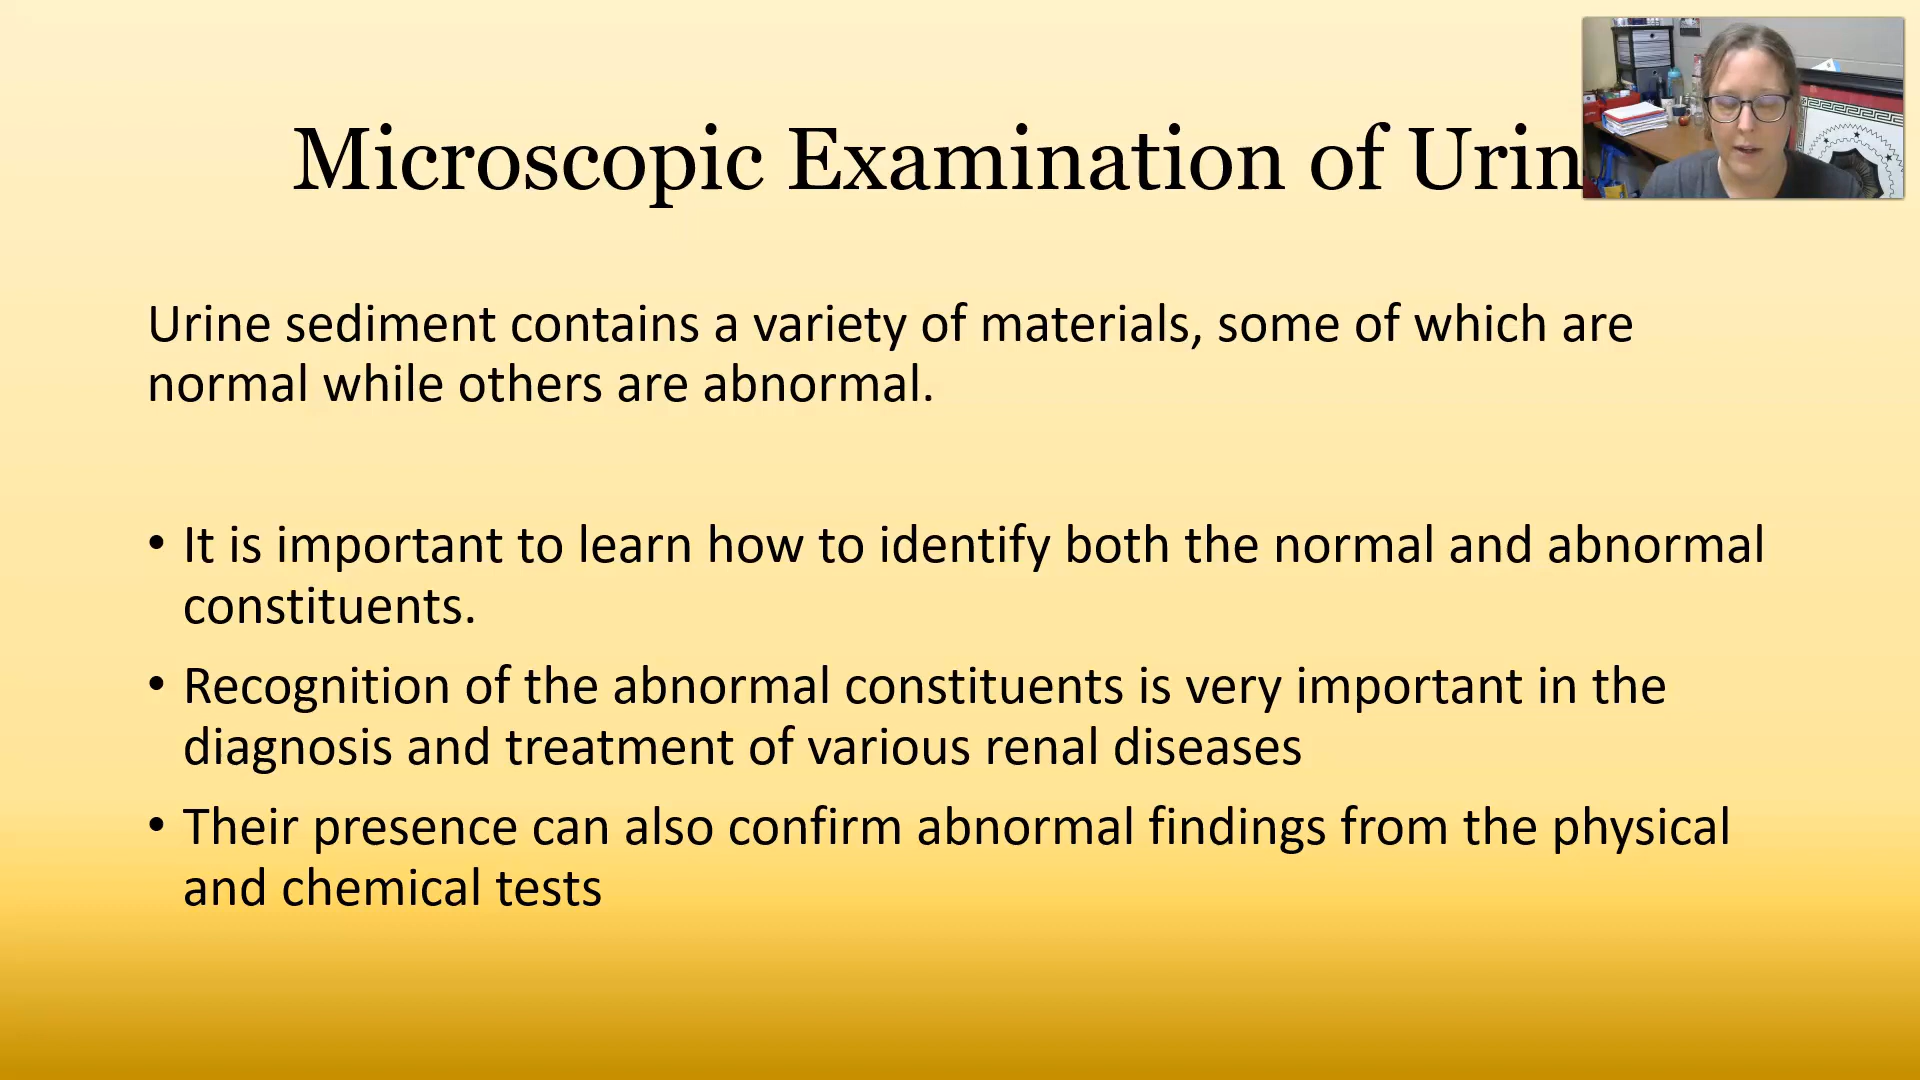 Microscopic Examination of Urin
Urine sediment contains a variety of materials, some of which are
normal while others are abnormal.
• It is important to learn how to identify both the normal and abnormal
constituents.
• Recognition of the abnormal constituents is very important in the
diagnosis and treatment of various renal diseases
• Their presence can also confirm abnormal findings from the physical
and chemical tests